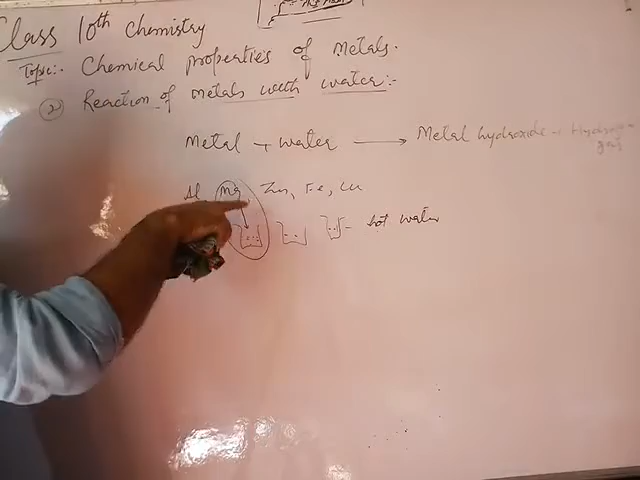 Class 10th Chemistry
Topic:- Chemical properties of Metals.
② Reaction of metals with water:-
Metal + water ⟶ Metal hydroxide + Hydrogen gas
Al Mg Zn, Fe, Cu
hot water